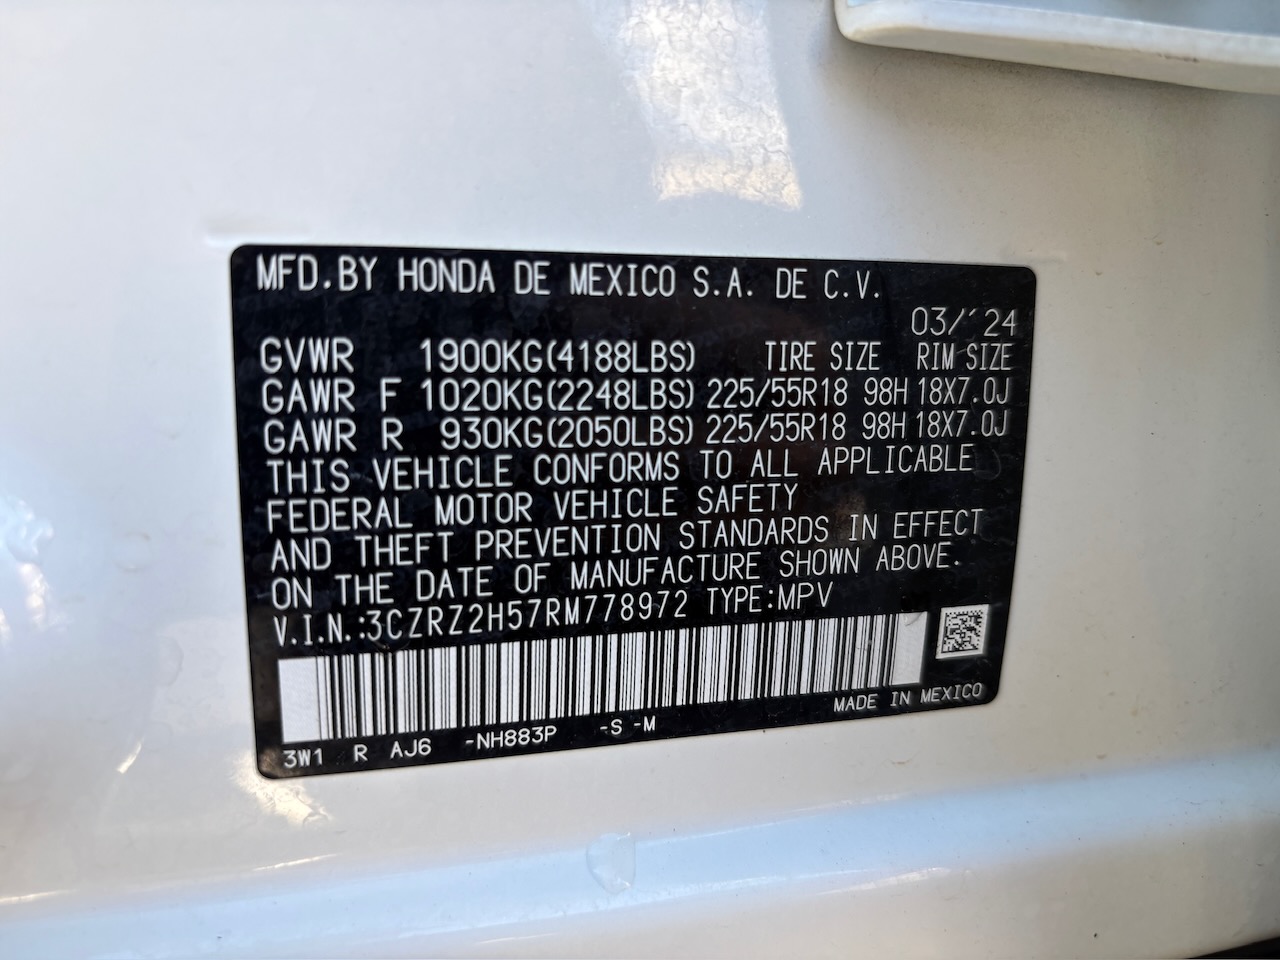 MFD.BY HONDA DE MEXICO S.A. DE C.V.
03/´24
GVWR 1900KG(4188LBS) TIRE SIZE RIM SIZE
GAWR F 1020KG(2248LBS) 225/55R18 98H 18X7.0J
GAWR R 930KG(2050LBS) 225/55R18 98H 18X7.0J
THIS VEHICLE CONFORMS TO ALL APPLICABLE
FEDERAL MOTOR VEHICLE SAFETY
AND THEFT PREVENTION STANDARDS IN EFFECT
ON THE DATE OF MANUFACTURE SHOWN ABOVE.
V.I.N.:3CZRZ2H57RM778972 TYPE:MPV
MADE IN MEXICO
3W1 R AJ6 -NH883P -S -M